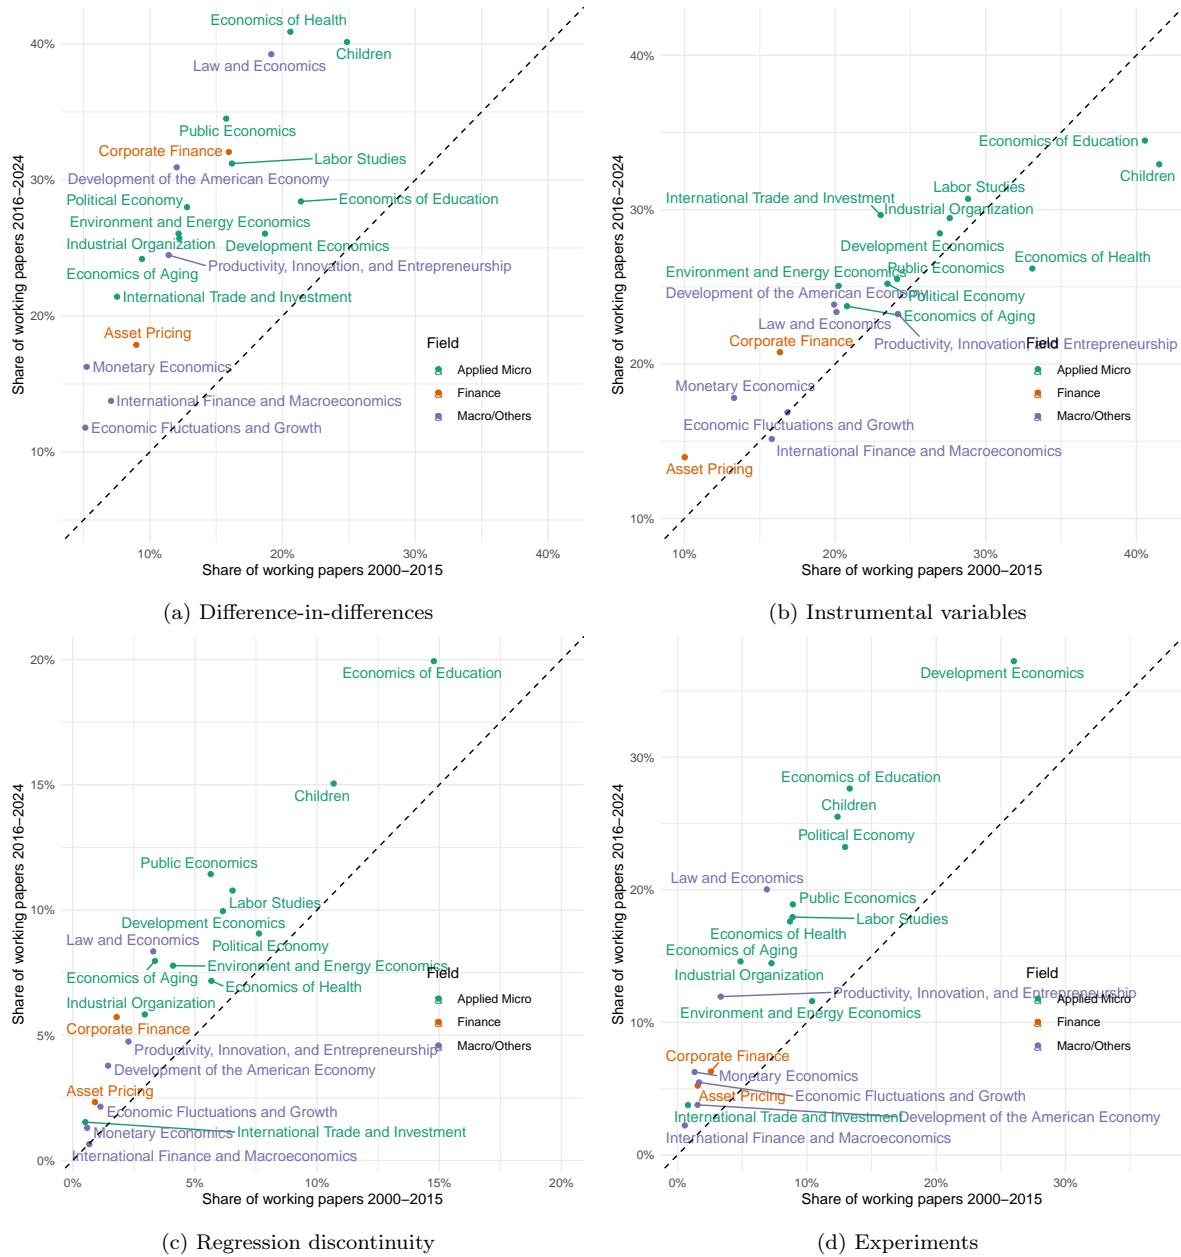 Economics of Health
40%
Children
Law and Economics
Public Economics
Corporate Finance
Labor Studies
30%
Development of the American Economy
Political Economy
Economics of Education
Environment and Energy Economics
Industrial Organization
Development Economics
Economics of Aging
Productivity, Innovation, and Entrepreneurship
International Trade and Investment
20%
Asset Pricing
Field
Monetary Economics
Applied Micro
Finance
International Finance and Macroeconomics
Macro/Others
Economic Fluctuations and Growth
10%
Share of working papers 2016–2024
10%
20%
30%
40%
Share of working papers 2000–2015
(a) Difference-in-differences
40%
Economics of Education
Children
Labor Studies
International Trade and Investment
30%
Industrial Organization
Development Economics
Economics of Health
Environment and Energy Economics
Public Economics
Development of the American Economy
Political Economy
Economics of Aging
Law and Economics
Corporate Finance
Productivity, Innovation, and Entrepreneurship
Field
20%
Applied Micro
Monetary Economics
Finance
Macro/Others
Economic Fluctuations and Growth
International Finance and Macroeconomics
Asset Pricing
10%
Share of working papers 2016–2024
10%
20%
30%
40%
Share of working papers 2000–2015
(b) Instrumental variables
20%
Economics of Education
15%
Children
Public Economics
Labor Studies
10%
Development Economics
Law and Economics
Political Economy
Environment and Energy Economics
Field
Economics of Aging
Economics of Health
Industrial Organization
Applied Micro
Corporate Finance
Finance
5%
Productivity, Innovation, and Entrepreneurship
Macro/Others
Development of the American Economy
Asset Pricing
Economic Fluctuations and Growth
Monetary Economics
International Trade and Investment
International Finance and Macroeconomics
0%
Share of working papers 2016–2024
0%
5%
10%
15%
20%
Share of working papers 2000–2015
(c) Regression discontinuity
Development Economics
30%
Economics of Education
Children
Political Economy
Law and Economics
20%
Public Economics
Labor Studies
Economics of Health
Economics of Aging
Industrial Organization
Field
Productivity, Innovation, and Entrepreneurship
Applied Micro
Environment and Energy Economics
10%
Finance
Macro/Others
Corporate Finance
Monetary Economics
Asset Pricing
Economic Fluctuations and Growth
International Trade and Investment
Development of the American Economy
International Finance and Macroeconomics
0%
Share of working papers 2016–2024
0%
10%
20%
30%
Share of working papers 2000–2015
(d) Experiments